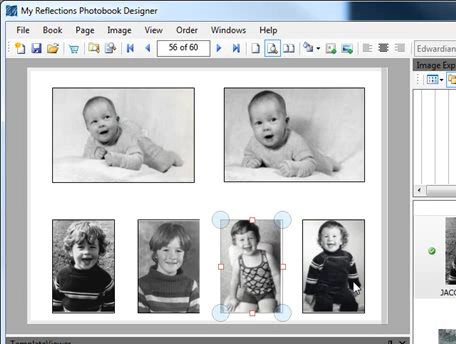 My Reflections Photobook Designer
File Book Page Image View Order Windows Help
56 of 60
Edwardian
Image Exp
JACO
TemplateViewer